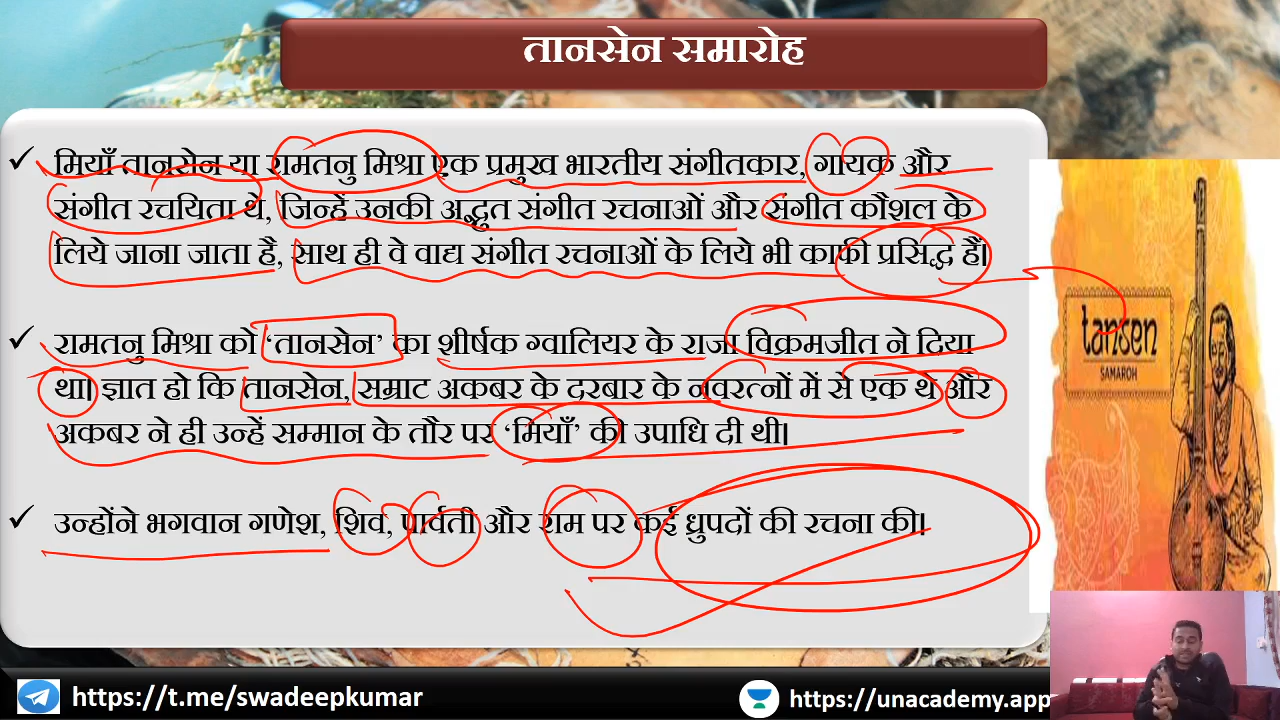 तानसेन समारोह
मियाँ तानसेन या रामतनु मिश्रा एक प्रमुख भारतीय संगीतकार, गायक और
संगीत रचयिता थे, जिन्हें उनकी अद्भुत संगीत रचनाओं और संगीत कौशल के
लिये जाना जाता है, साथ ही वे वाद्य संगीत रचनाओं के लिये भी काफी प्रसिद्ध हैं।
रामतनु मिश्रा को ‘तानसेन’ का शीर्षक ग्वालियर के राजा विक्रमजीत ने दिया
था। ज्ञात हो कि तानसेन, सम्राट अकबर के दरबार के नवरत्नों में से एक थे और
अकबर ने ही उन्हें सम्मान के तौर पर ‘मियाँ’ की उपाधि दी थी।
उन्होंने भगवान गणेश, शिव, पार्वती और राम पर कई ध्रुपदों की रचना की।
tansen
SAMAROH
https://t.me/swadeepkumar
https://unacademy.app